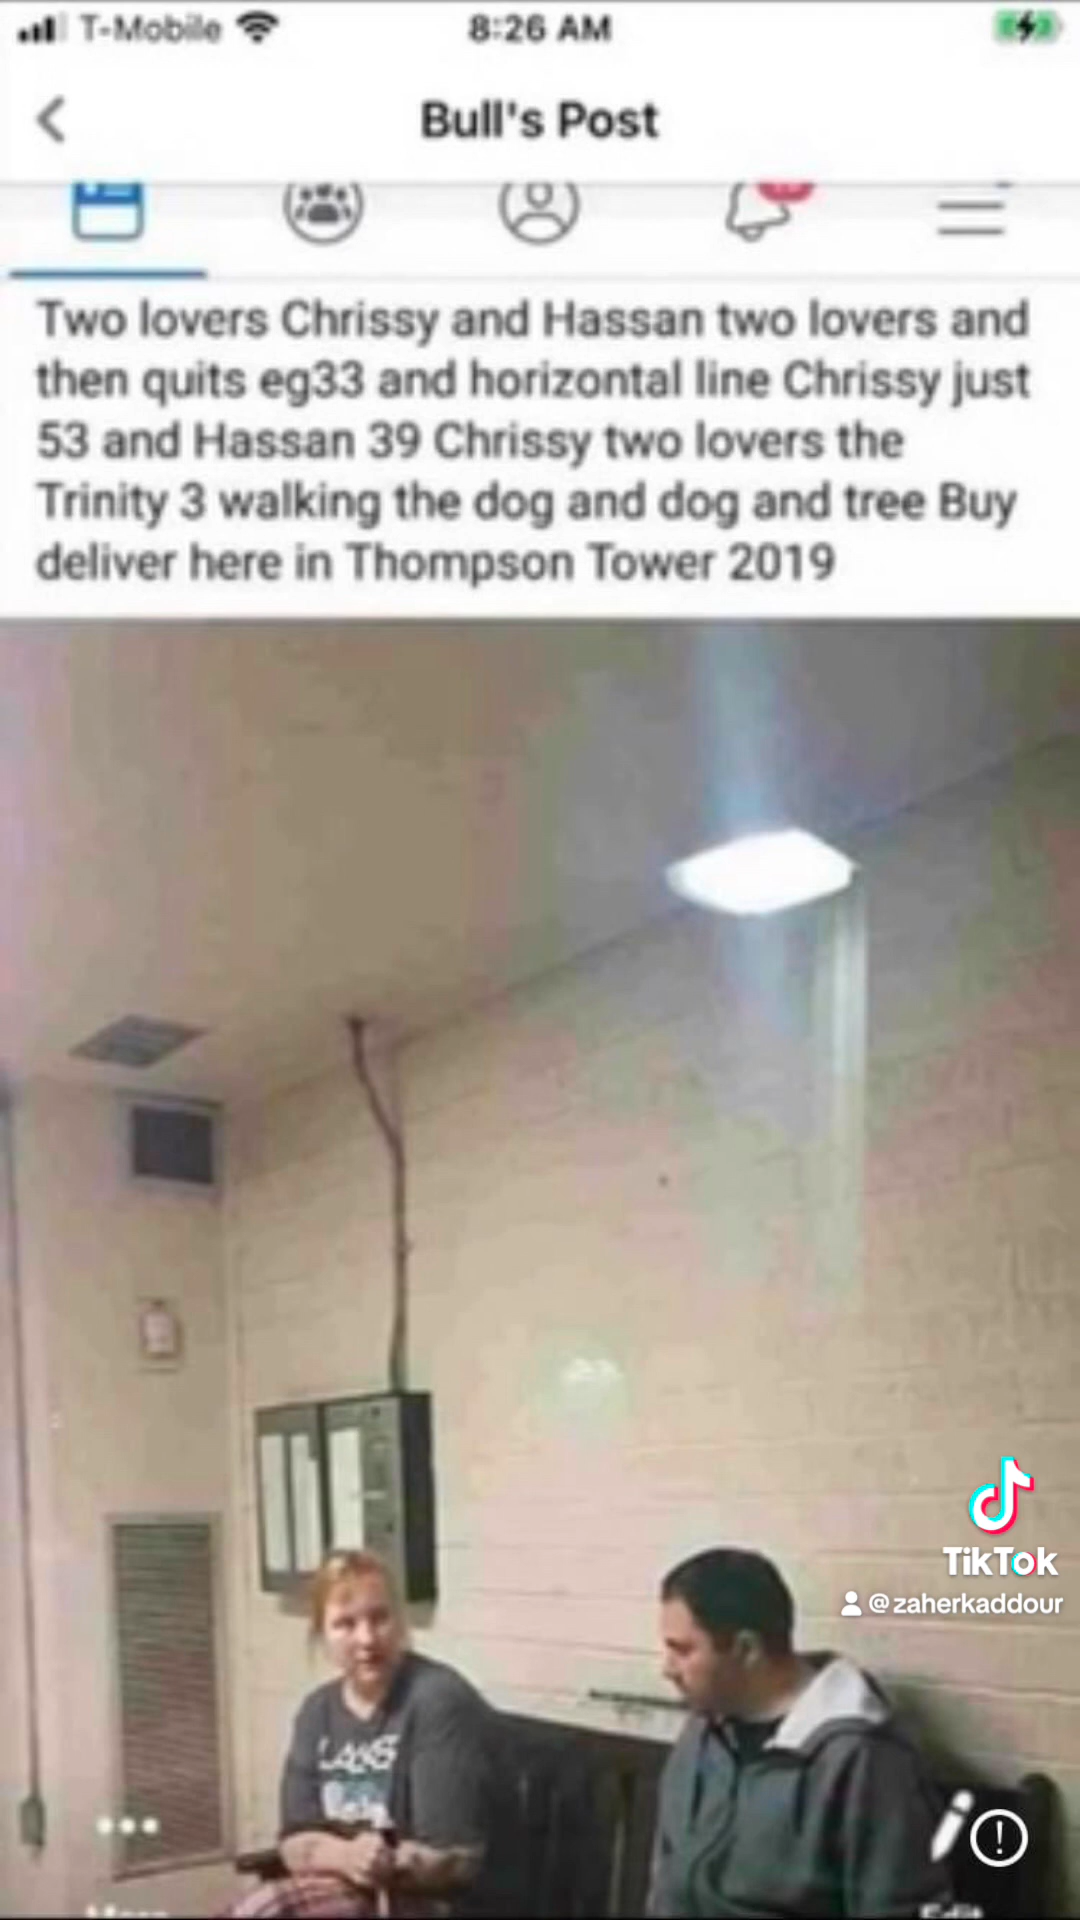 T-Mobile
8:26 AM
Bull's Post
Two lovers Chrissy and Hassan two lovers and
then quits eg33 and horizontal line Chrissy just
53 and Hassan 39 Chrissy two lovers the
Trinity 3 walking the dog and dog and tree Buy
deliver here in Thompson Tower 2019
TikTok
@zaherkaddour
Edit